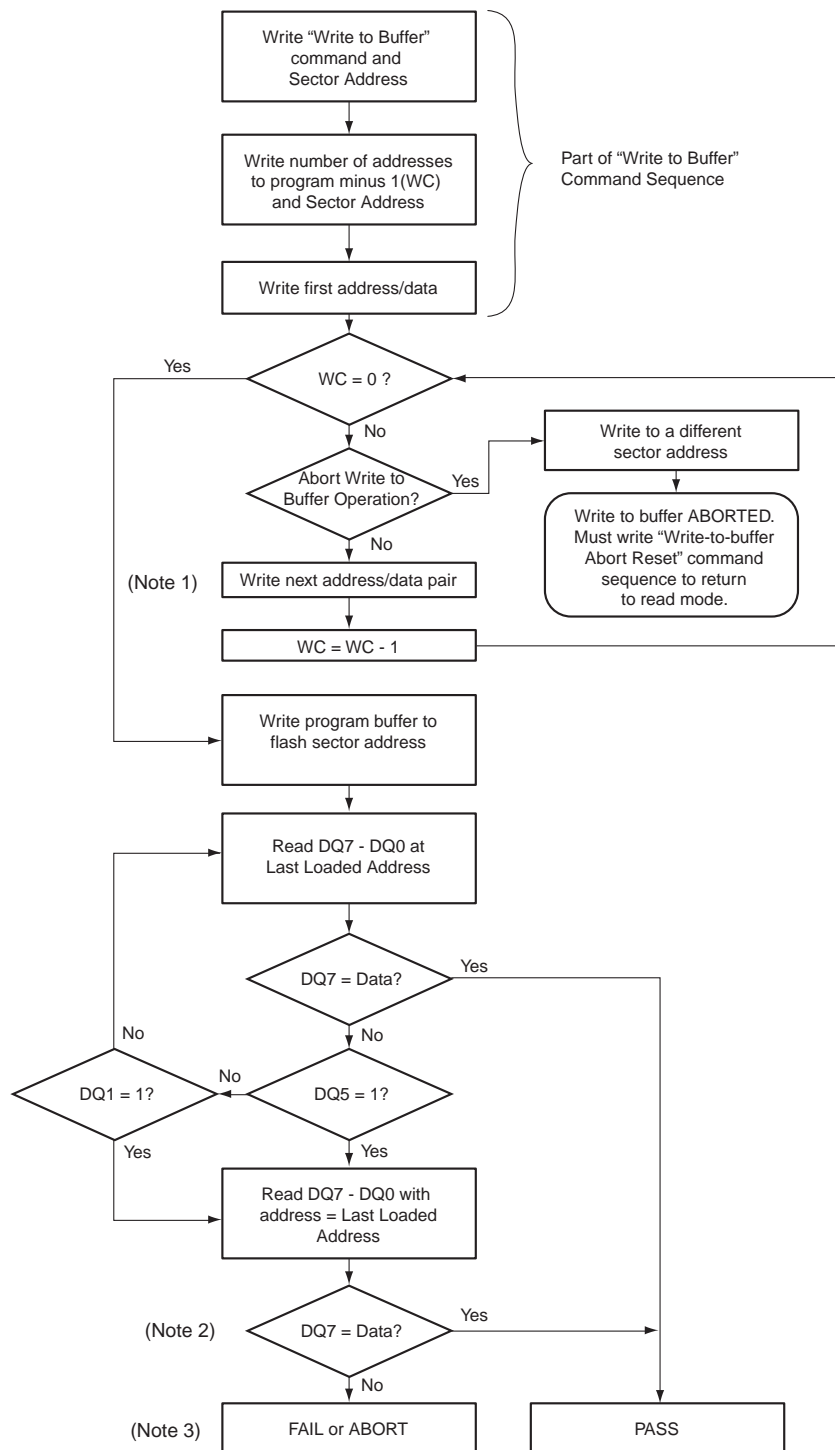 Write “Write to Buffer”
command and
Sector Address
Write number of addresses
to program minus 1(WC)
and Sector Address
Part of “Write to Buffer”
Command Sequence
Write first address/data
Yes
WC = 0 ?
No
Write to a different
sector address
Abort Write to
Buffer Operation?
Yes
No
Write to buffer ABORTED.
Must write “Write-to-buffer
Abort Reset” command
sequence to return
to read mode.
(Note 1)
Write next address/data pair
WC = WC - 1
Write program buffer to
flash sector address
Read DQ7 - DQ0 at
Last Loaded Address
DQ7 = Data?
Yes
No
No
DQ1 = 1?
No
DQ5 = 1?
Yes
Yes
Read DQ7 - DQ0 with
address = Last Loaded
Address
(Note 2)
DQ7 = Data?
Yes
No
(Note 3)
FAIL or ABORT
PASS